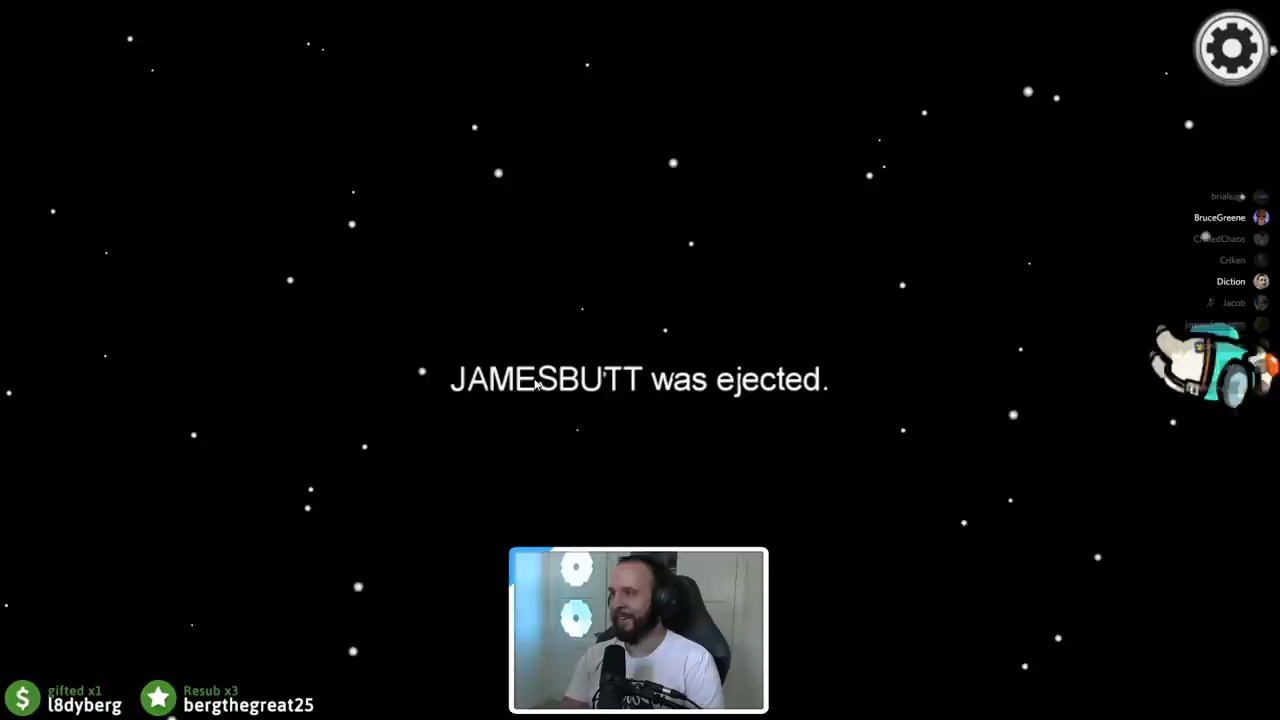 BruceGreene
Criken
Diction
Jacob
JAMESBUTT was ejected.
gifted x1
l8dyberg
Resub x3
bergthegreat25